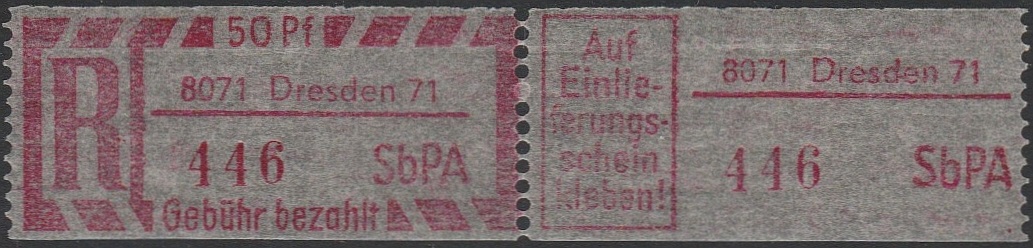 50 Pf
R
8071 Dresden 71
446 SbPA
Gebühr bezahlt
Auf
Einlie-
ferungs-
schein
kleben!
8071 Dresden 71
446 SbPA